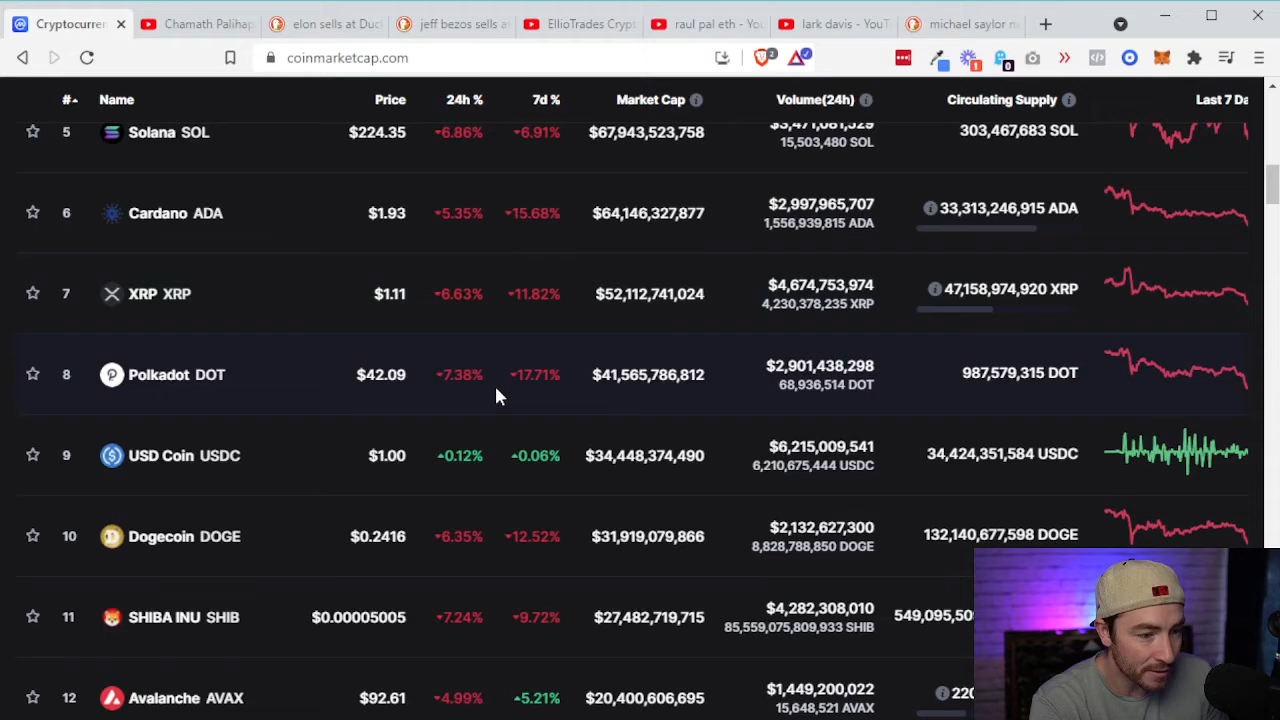 Cryptocurren
Chamath Palihap
elon sells at Duc
jeff bezos sells a
EllioTrades Crypt
raul pal eth - You
lark davis - YouT
michael saylor n
coinmarketcap.com
# Name Price 24h % 7d % Market Cap Volume(24h) Circulating Supply Last 7 Da
5 Solana SOL $224.35 6.86% 6.91% $67,943,523,758 $3,471,081,529 303,467,683 SOL
15,503,480 SOL
6 Cardano ADA $1.93 5.35% 15.68% $64,146,327,877 $2,997,965,707 33,313,246,915 ADA
1,556,939,815 ADA
7 XRP XRP $1.11 6.63% 11.82% $52,112,741,024 $4,674,753,974 47,158,974,920 XRP
4,230,378,235 XRP
8 Polkadot DOT $42.09 7.38% 17.71% $41,565,786,812 $2,901,438,298 987,579,315 DOT
68,936,514 DOT
9 USD Coin USDC $1.00 0.12% 0.06% $34,448,374,490 $6,215,009,541 34,424,351,584 USDC
6,210,675,444 USDC
10 Dogecoin DOGE $0.2416 6.35% 12.52% $31,919,079,866 $2,132,627,300 132,140,677,598 DOGE
8,828,788,850 DOGE
11 SHIBA INU SHIB $0.00005005 7.24% 9.72% $27,482,719,715 $4,282,308,010 549,095,50
85,559,075,809,933 SHIB
12 Avalanche AVAX $92.61 4.99% 5.21% $20,400,606,695 $1,449,200,022 220
15,648,521 AVAX